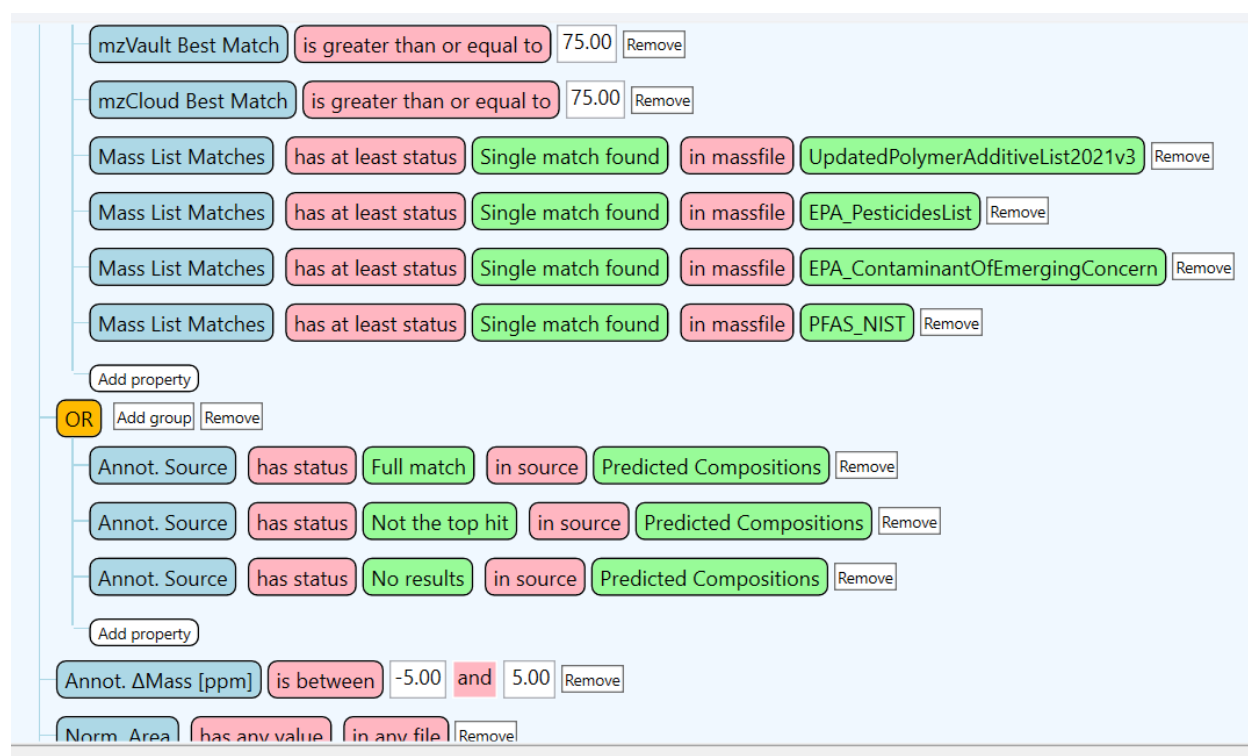 mzVault Best Match is greater than or equal to 75.00 Remove
mzCloud Best Match is greater than or equal to 75.00 Remove
Mass List Matches has at least status Single match found in massfile UpdatedPolymerAdditiveList2021v3 Remove
Mass List Matches has at least status Single match found in massfile EPA_PesticidesList Remove
Mass List Matches has at least status Single match found in massfile EPA_ContaminantOfEmergingConcern Remove
Mass List Matches has at least status Single match found in massfile PFAS_NIST Remove
Add property
OR Add group Remove
Annot. Source has status Full match in source Predicted Compositions Remove
Annot. Source has status Not the top hit in source Predicted Compositions Remove
Annot. Source has status No results in source Predicted Compositions Remove
Add property
Annot. ΔMass [ppm] is between -5.00 and 5.00 Remove
Norm. Area has any value in any file Remove